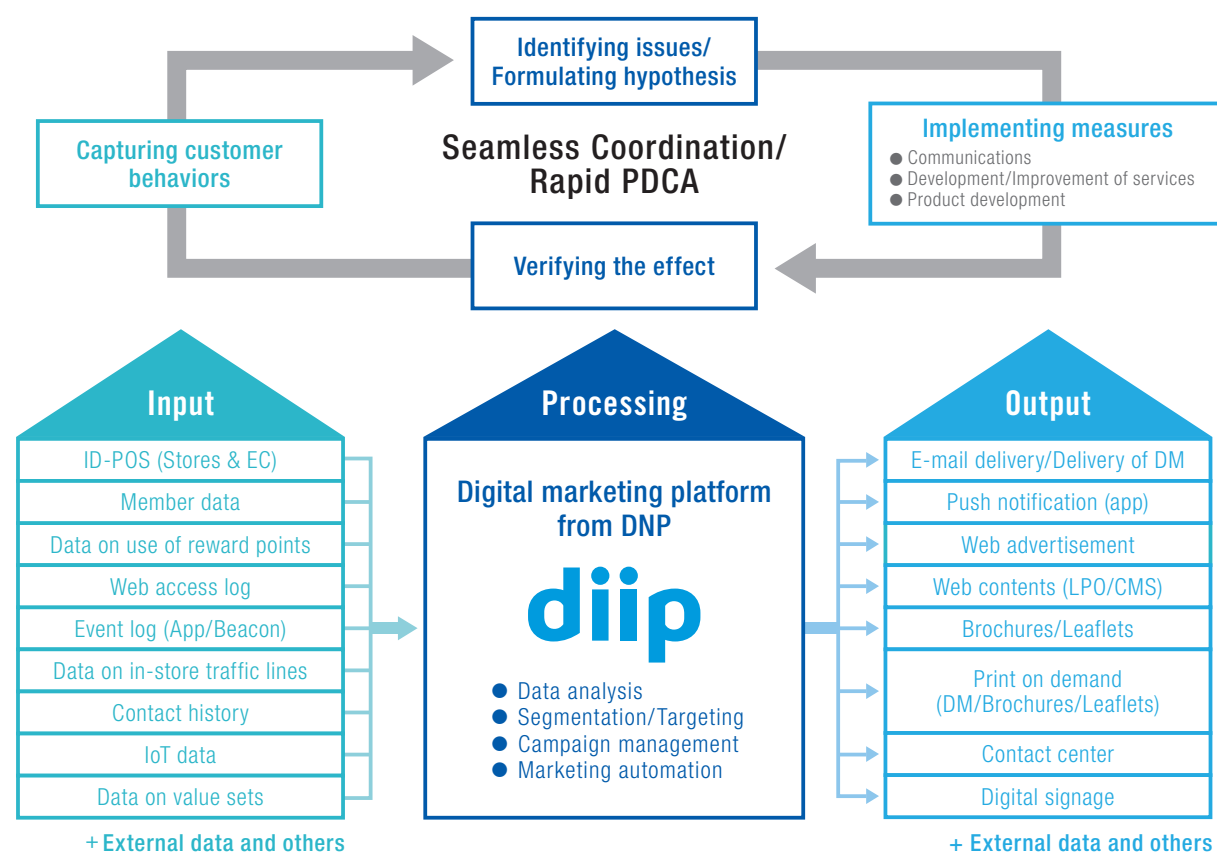 Identifying issues/
Formulating hypothesis
Capturing customer
behaviors
Seamless Coordination/
Rapid PDCA
Implementing measures
● Communications
● Development/Improvement of services
● Product development
Verifying the effect
Input
ID-POS (Stores & EC)
Member data
Data on use of reward points
Web access log
Event log (App/Beacon)
Data on in-store traffic lines
Contact history
IoT data
Data on value sets
+ External data and others
Processing
Digital marketing platform
from DNP
diip
● Data analysis
● Segmentation/Targeting
● Campaign management
● Marketing automation
Output
E-mail delivery/Delivery of DM
Push notification (app)
Web advertisement
Web contents (LPO/CMS)
Brochures/Leaflets
Print on demand
(DM/Brochures/Leaflets)
Contact center
Digital signage
+ External data and others